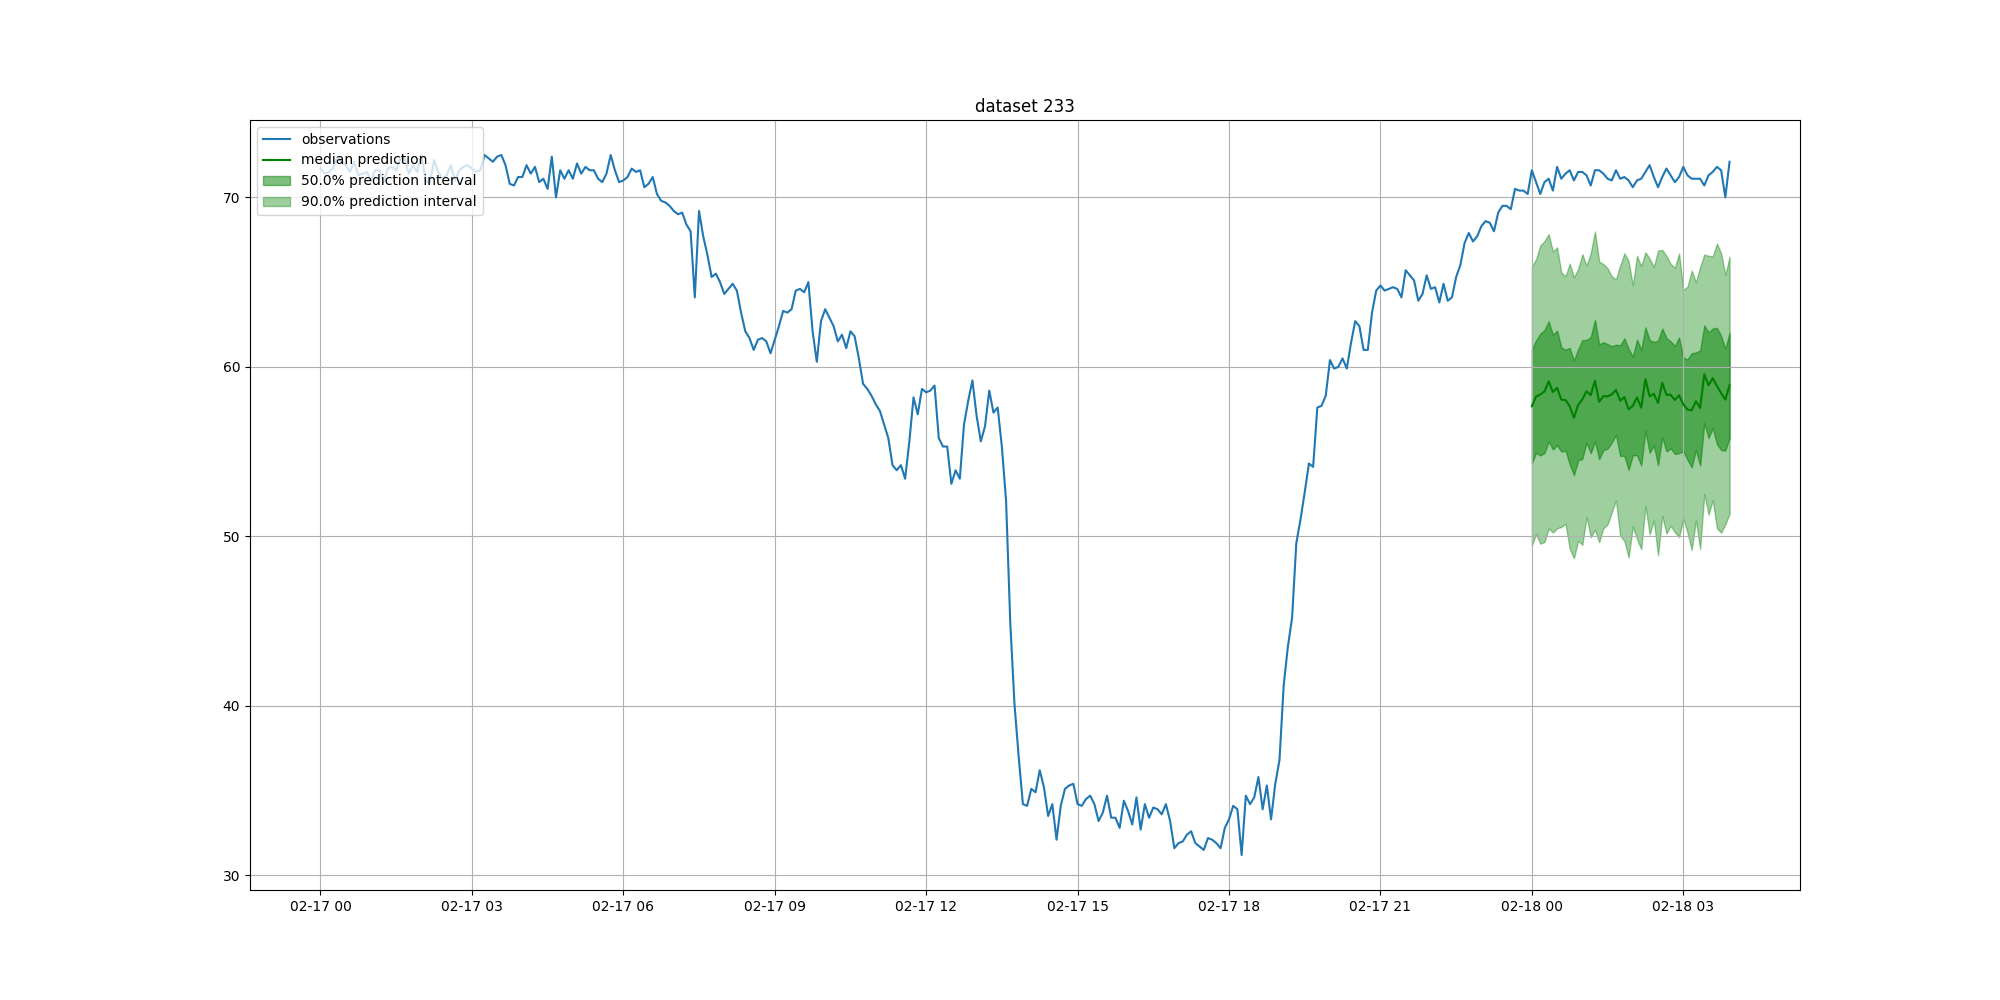 dataset 233
observations
median prediction
50.0% prediction interval
90.0% prediction interval
70
60
50
40
30
02-17 00 02-17 03 02-17 06 02-17 09 02-17 12 02-17 15 02-17 18 02-17 21 02-18 00 02-18 03